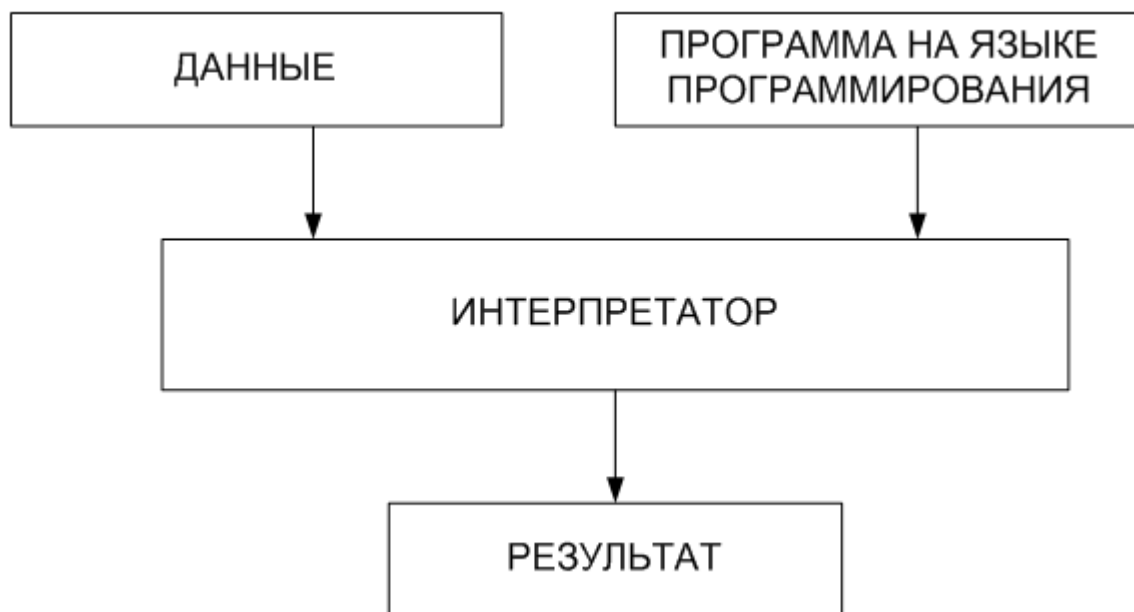 ДАННЫЕ
ПРОГРАММА НА ЯЗЫКЕ
ПРОГРАММИРОВАНИЯ
ИНТЕРПРЕТАТОР
РЕЗУЛЬТАТ